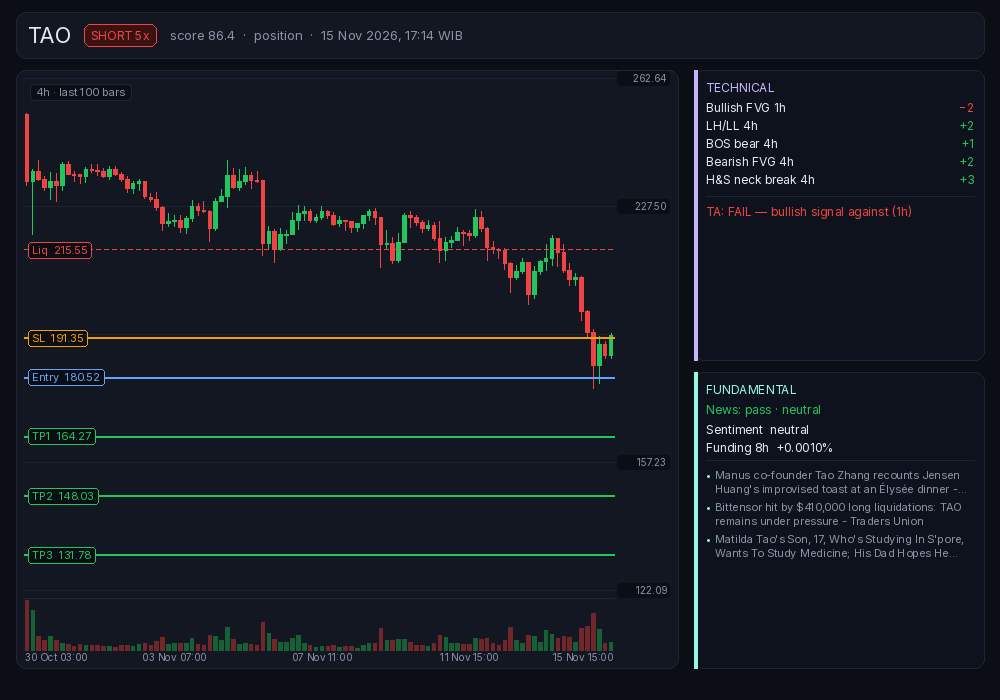 TAO SHORT 5x score 86.4 · position · 15 Nov 2026, 17:14 WIB
4h · last 100 bars
262.64
227.50
Liq 215.55
SL 191.35
Entry 180.52
TP1 164.27
157.23
TP2 148.03
TP3 131.78
122.09
30 Oct 03:00 03 Nov 07:00 07 Nov 11:00 11 Nov 15:00 15 Nov 15:00
TECHNICAL
Bullish FVG 1h −2
LH/LL 4h +2
BOS bear 4h +1
Bearish FVG 4h +2
H&S neck break 4h +3
TA: FAIL — bullish signal against (1h)
FUNDAMENTAL
News: pass · neutral
Sentiment neutral
Funding 8h +0.0010%
• Manus co-founder Tao Zhang recounts Jensen
Huang's improvised toast at an Élysée dinner -...
• Bittensor hit by $410,000 long liquidations: TAO
remains under pressure - Traders Union
• Matilda Tao's Son, 17, Who's Studying In S'pore,
Wants To Study Medicine; His Dad Hopes He...